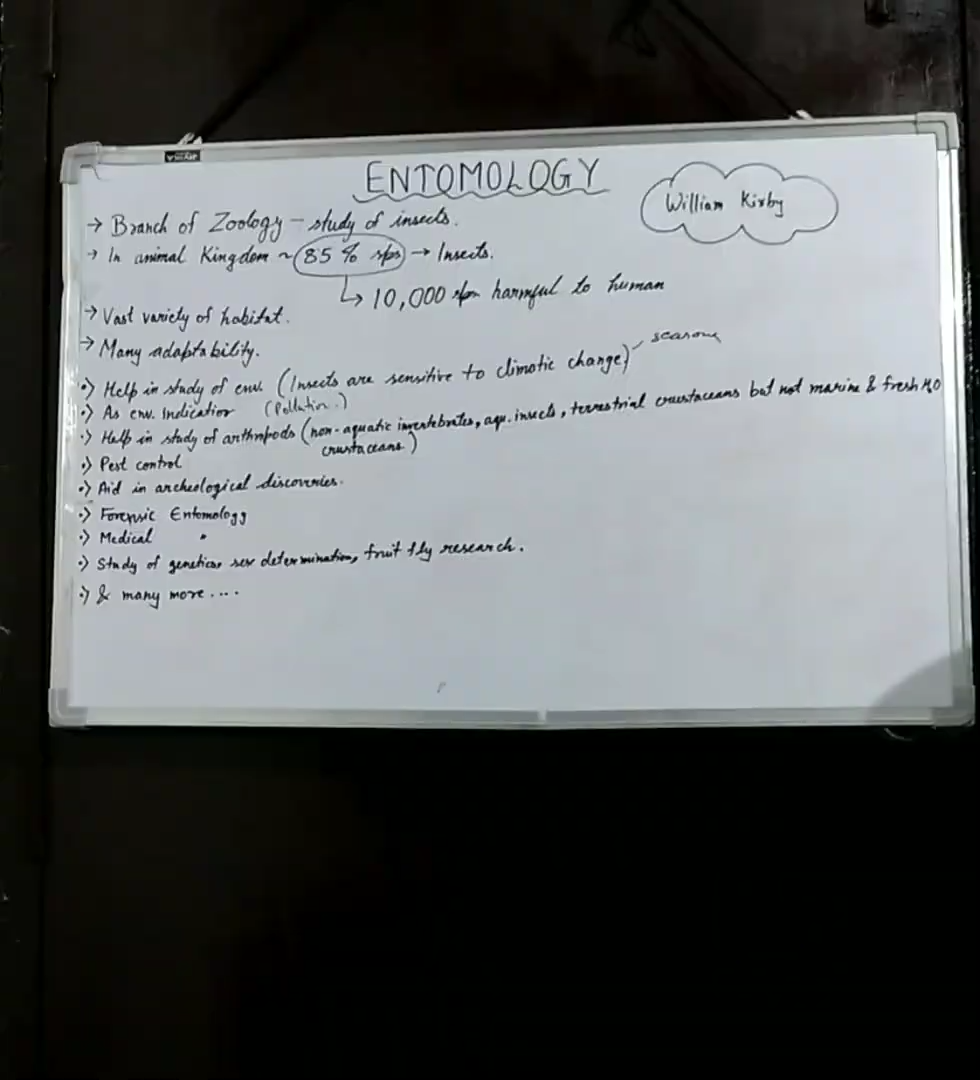 ENTOMOLOGY
William Kirby
→ Branch of Zoology – study of insects.
→ In animal Kingdom ~ 85 % sps → Insects.
↳ 10,000 sps harmful to human
→ Vast variety of habitat.
→ Many adaptability.
•) Help in study of env. (Insects are sensitive to climatic change)
•) As env. Indication (Pollution.)
•) Help in study of arthropods (non-aquatic invertebrates, aqu. insects, terrestrial crustaceans but not marine & fresh H2O
crustaceans)
•) Pest control
•) Aid in archeological discoveries.
•) Forensic Entomology
•) Medical "
•) Study of genetics, sex determination, fruit fly research.
•) & many more ....